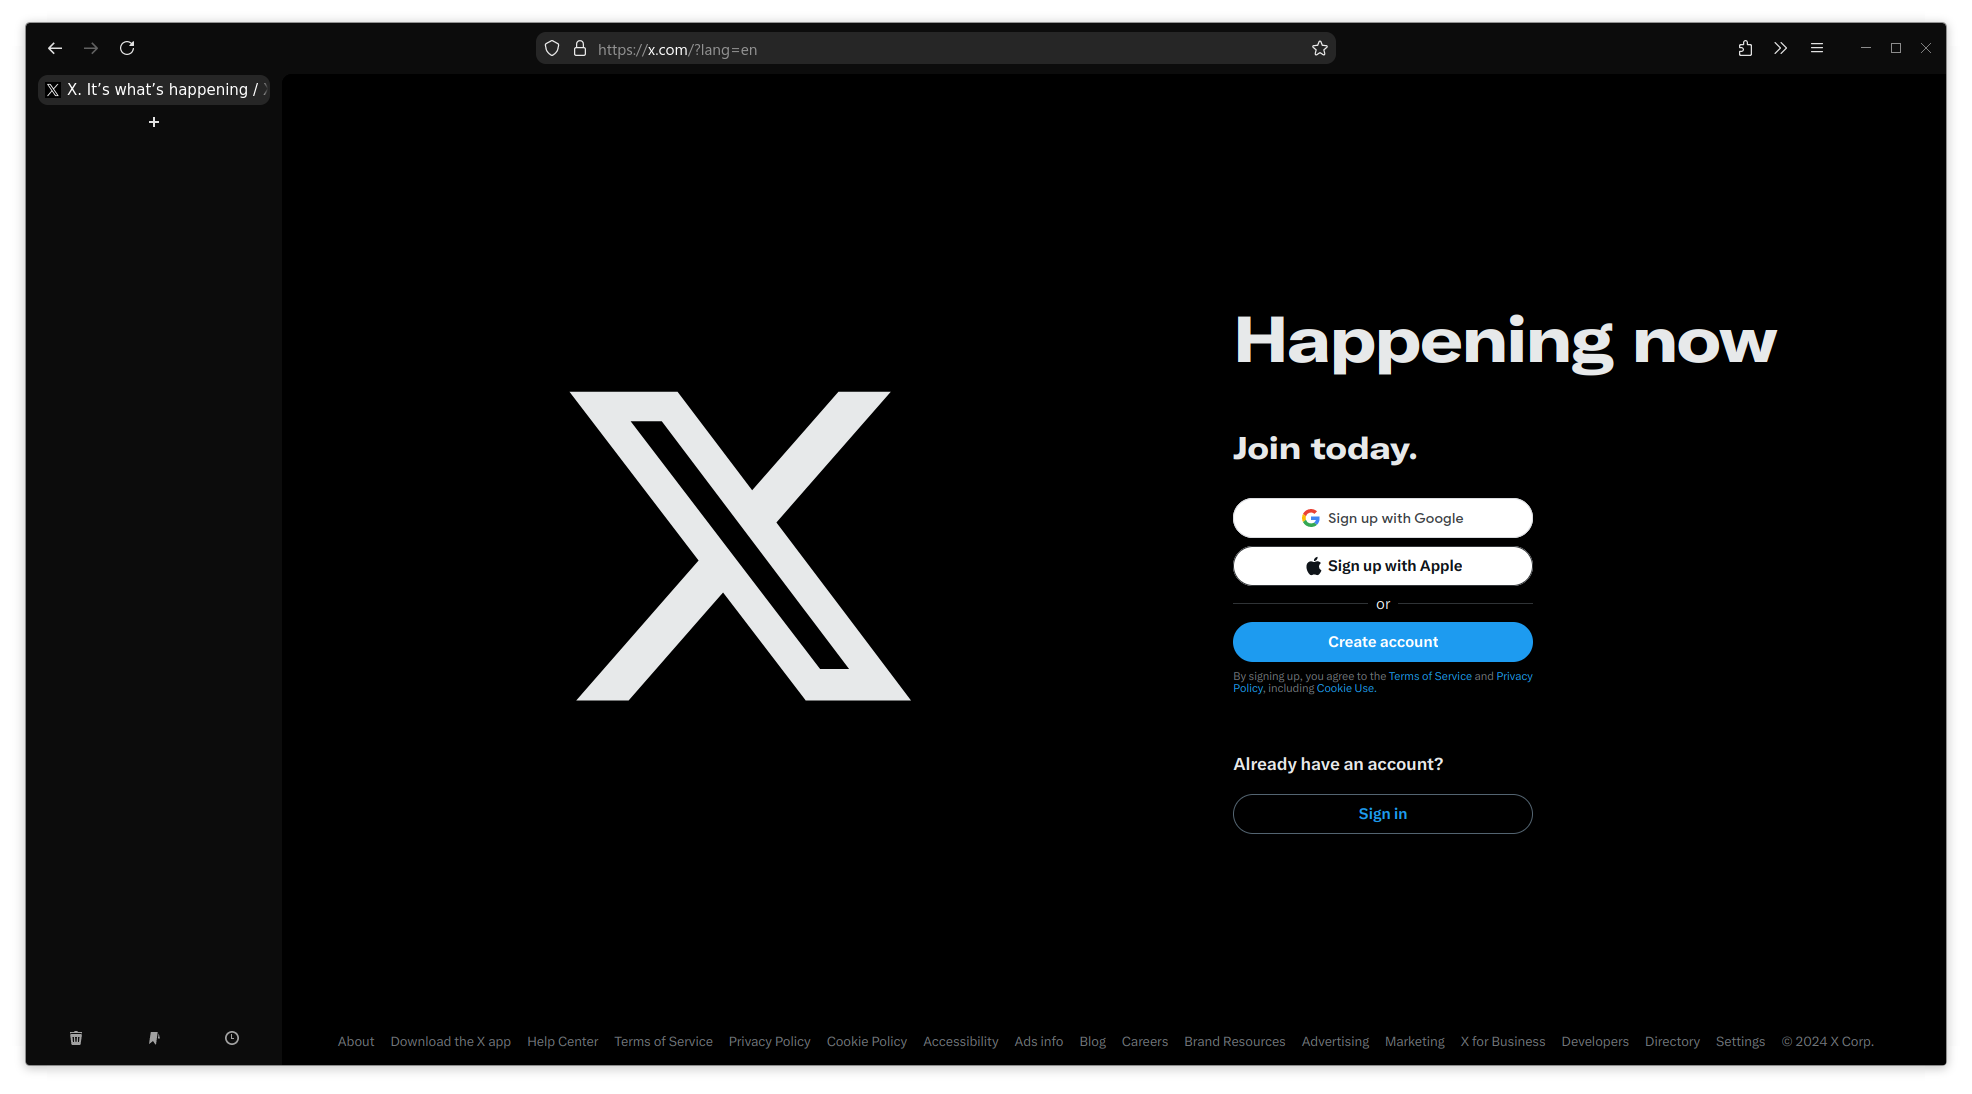 https://x.com/?lang=en
X. It’s what’s happening /
Happening now
Join today.
Sign up with Google
Sign up with Apple
or
Create account
By signing up, you agree to the Terms of Service and Privacy
Policy, including Cookie Use.
Already have an account?
Sign in
About Download the X app Help Center Terms of Service Privacy Policy Cookie Policy Accessibility Ads info Blog Careers Brand Resources Advertising Marketing X for Business Developers Directory Settings © 2024 X Corp.